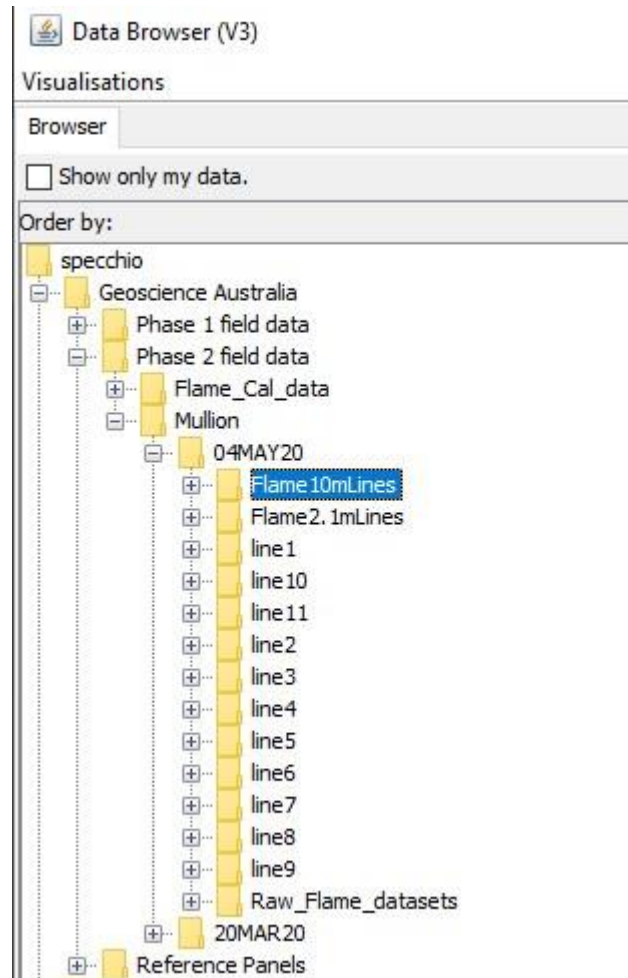 Data Browser (V3)
Visualisations
Browser
Show only my data.
Order by:
specchio
Geoscience Australia
Phase 1 field data
Phase 2 field data
Flame_Cal_data
Mullion
04MAY20
Flame10mLines
Flame2.1mLines
line1
line10
line11
line2
line3
line4
line5
line6
line7
line8
line9
Raw_Flame_datasets
20MAR20
Reference Panels